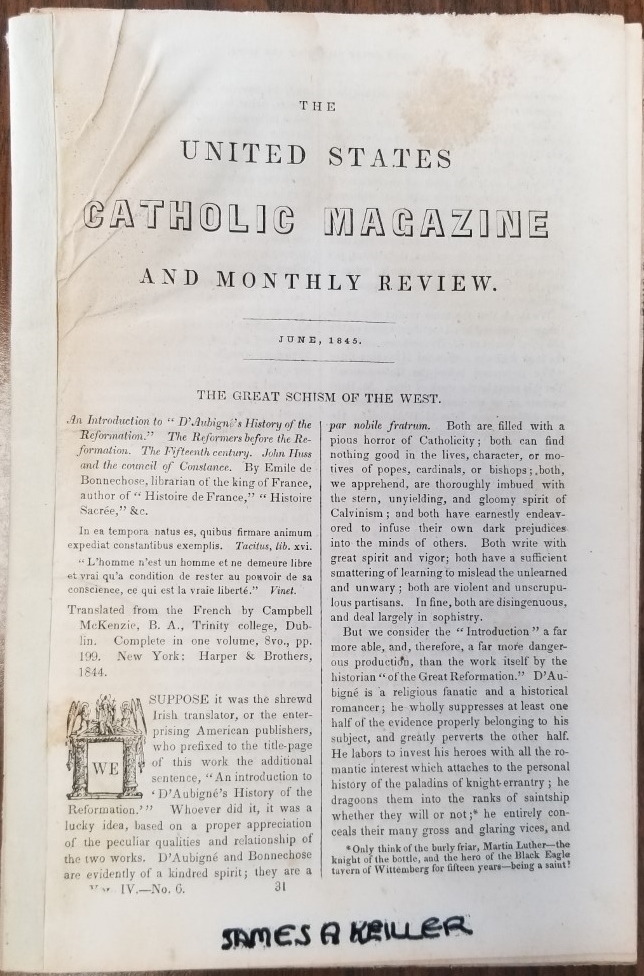 THE
UNITED STATES
CATHOLIC MAGAZINE
AND MONTHLY REVIEW.
JUNE, 1845.
THE GREAT SCHISM OF THE WEST.
An Introduction to "D'Aubigné's History of the
Reformation." The Reformers before the Re-
formation. The Fifteenth century. John Huss
and the council of Constance. By Emile de
Bonnechose, librarian of the king of France,
author of "Histoire de France," "Histoire
Sacrée," &c.
In ea tempora natus es, quibus firmare animum
expediat constantibus exemplis. Tacitus, lib. xvi.
"L'homme n'est un homme et ne demeure libre
et vrai qu'a condition de rester au pouvoir de sa
conscience, ce qui est la vraie liberté." Vinet.
Translated from the French by Campbell
McKenzie, B. A., Trinity college, Dub-
lin. Complete in one volume, 8vo., pp.
199. New York: Harper & Brothers,
1844.
WE SUPPOSE it was the shrewd
Irish translator, or the enter-
prising American publishers,
who prefixed to the title-page
of this work the additional
sentence, "An introduction to
'D'Aubigné's History of the
Reformation.'" Whoever did it, it was a
lucky idea, based on a proper appreciation
of the peculiar qualities and relationship of
the two works. D'Aubigné and Bonnechose
are evidently of a kindred spirit; they are a
IV.—No. 6. 31
par nobile fratrum. Both are filled with a
pious horror of Catholicity; both can find
nothing good in the lives, character, or mo-
tives of popes, cardinals, or bishops; both,
we apprehend, are thoroughly imbued with
the stern, unyielding, and gloomy spirit of
Calvinism; and both have earnestly endeav-
ored to infuse their own dark prejudices
into the minds of others. Both write with
great spirit and vigor; both have a sufficient
smattering of learning to mislead the unlearned
and unwary; both are violent and unscrupu-
lous partisans. In fine, both are disingenuous,
and deal largely in sophistry.
But we consider the "Introduction" a far
more able, and, therefore, a far more danger-
ous production, than the work itself by the
historian "of the Great Reformation." D'Au-
bigné is a religious fanatic and a historical
romancer; he wholly suppresses at least one
half of the evidence properly belonging to his
subject, and greatly perverts the other half.
He labors to invest his heroes with all the ro-
mantic interest which attaches to the personal
history of the paladins of knight-errantry; he
dragoons them into the ranks of saintship
whether they will or not;* he entirely con-
ceals their many gross and glaring vices, and
*Only think of the burly friar, Martin Luther—the
knight of the bottle, and the hero of the Black Eagle
tavern of Wittemberg for fifteen years—being a saint!
JAMES A KEILLER